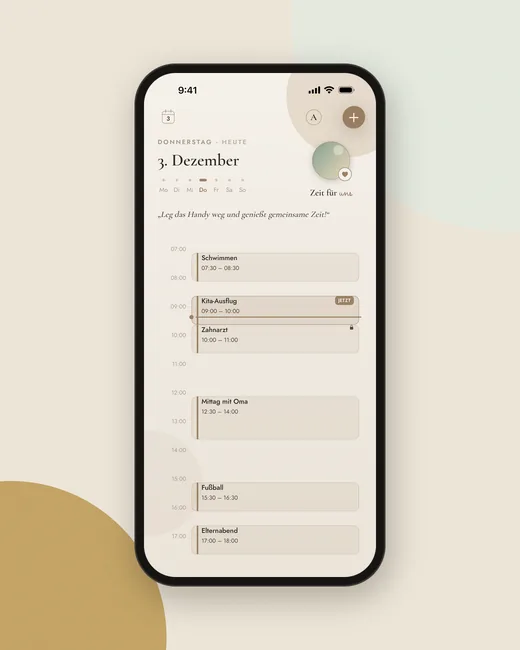 9:41
3
A
DONNERSTAG · HEUTE
3. Dezember
Mo Di Mi Do Fr Sa So
Zeit für uns
„Leg das Handy weg und genieße gemeinsame Zeit!“
07:00
Schwimmen
07:30 – 08:30
08:00
Kita-Ausflug
JETZT
09:00 – 10:00
09:00
Zahnarzt
10:00 – 11:00
10:00
11:00
12:00
Mittag mit Oma
12:30 – 14:00
13:00
14:00
15:00
Fußball
15:30 – 16:30
16:00
Elternabend
17:00 – 18:00
17:00